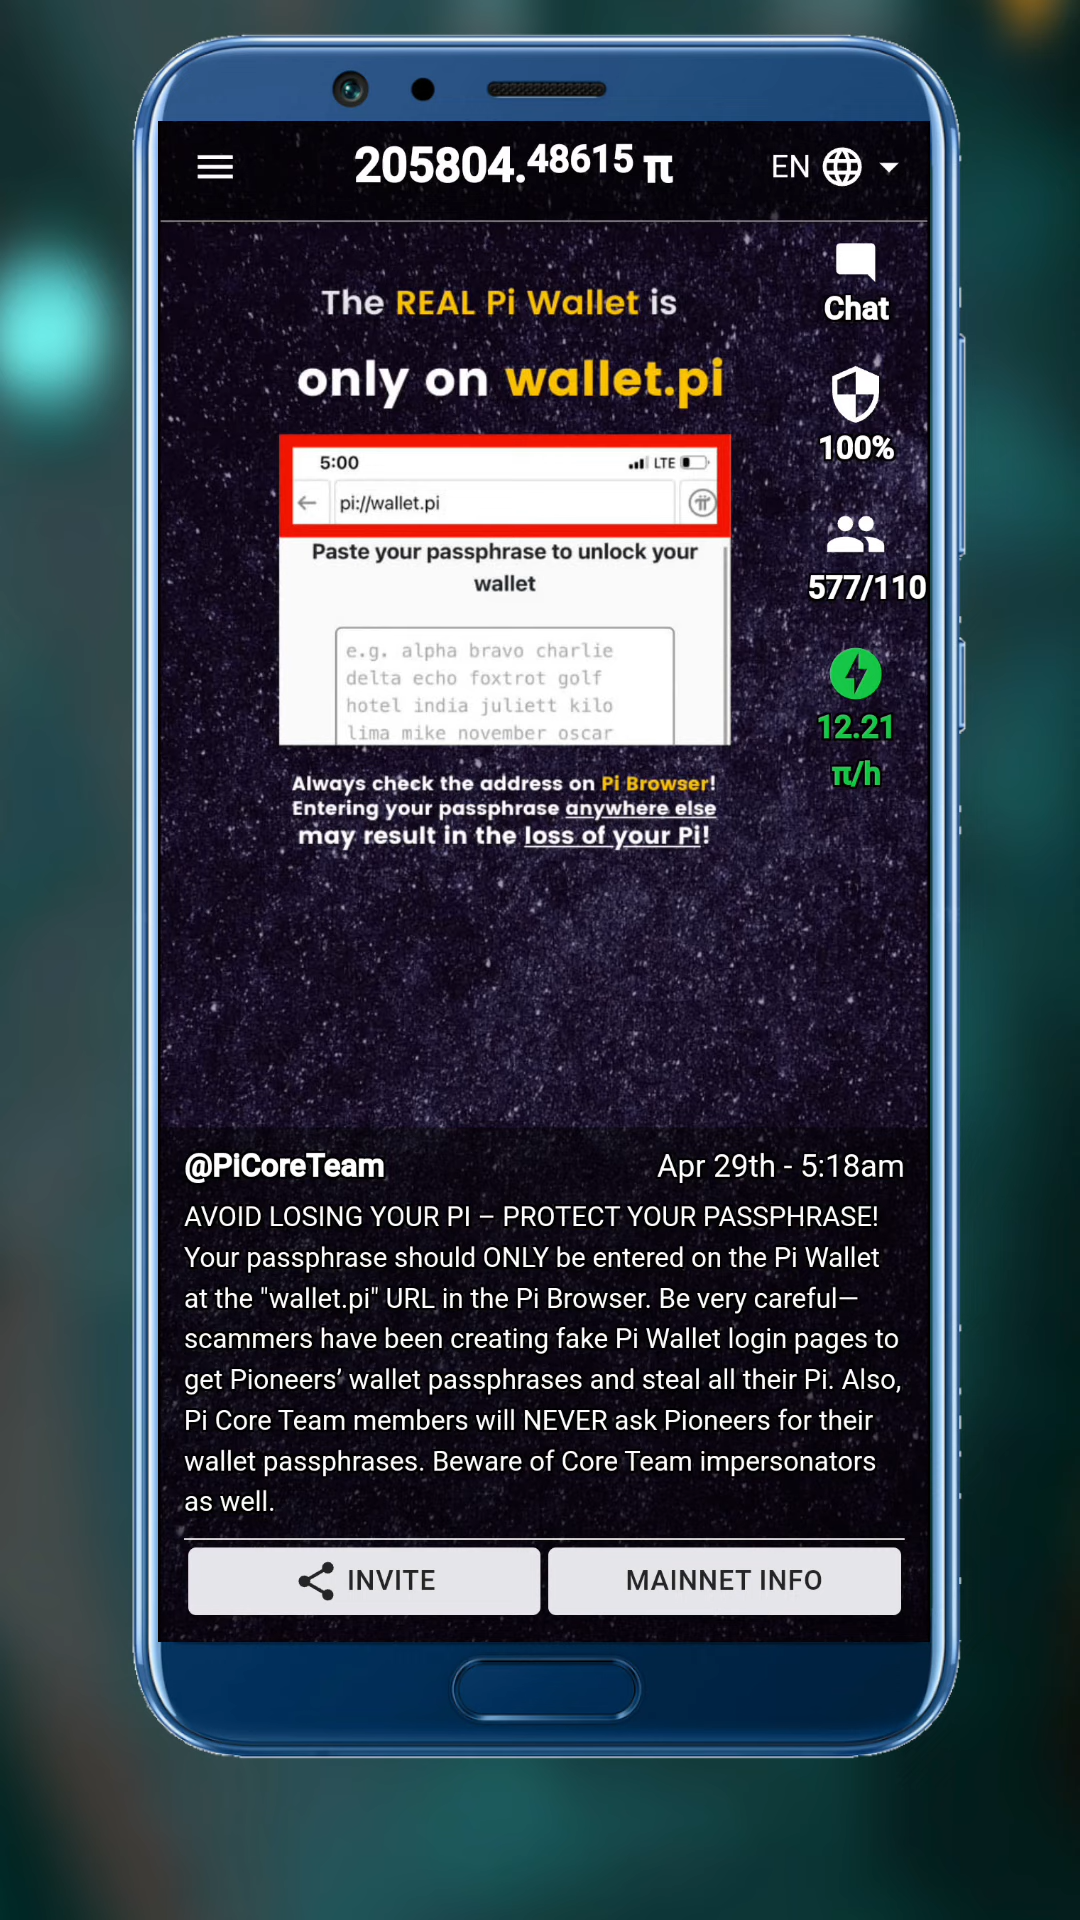 205804.48615 π
EN
Chat
100%
577/110
12.21
π/h
The REAL Pi Wallet is
only on wallet.pi
5:00
LTE
pi://wallet.pi
Paste your passphrase to unlock your
wallet
e.g. alpha bravo charlie
delta echo foxtrot golf
hotel india juliett kilo
lima mike november oscar
Always check the address on Pi Browser!
Entering your passphrase anywhere else
may result in the loss of your Pi!
@PiCoreTeam
Apr 29th - 5:18am
AVOID LOSING YOUR PI – PROTECT YOUR PASSPHRASE!
Your passphrase should ONLY be entered on the Pi Wallet
at the "wallet.pi" URL in the Pi Browser. Be very careful—
scammers have been creating fake Pi Wallet login pages to
get Pioneers’ wallet passphrases and steal all their Pi. Also,
Pi Core Team members will NEVER ask Pioneers for their
wallet passphrases. Beware of Core Team impersonators
as well.
INVITE
MAINNET INFO